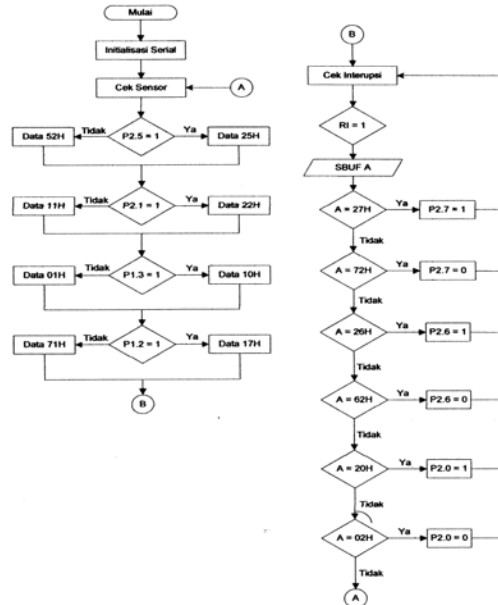 Mulai
Initialisasi Serial
Cek Sensor
A
P2.5 = 1
Tidak
Ya
Data 52H
Data 25H
P2.1 = 1
Tidak
Ya
Data 11H
Data 22H
P1.3 = 1
Tidak
Ya
Data 01H
Data 10H
P1.2 = 1
Tidak
Ya
Data 71H
Data 17H
B
B
Cek Interupsi
RI = 1
SBUF A
A = 27H
Ya
P2.7 = 1
Tidak
A = 72H
Ya
P2.7 = 0
Tidak
A = 26H
Ya
P2.6 = 1
Tidak
A = 62H
Ya
P2.6 = 0
Tidak
A = 20H
Ya
P2.0 = 1
Tidak
A = 02H
Ya
P2.0 = 0
Tidak
A